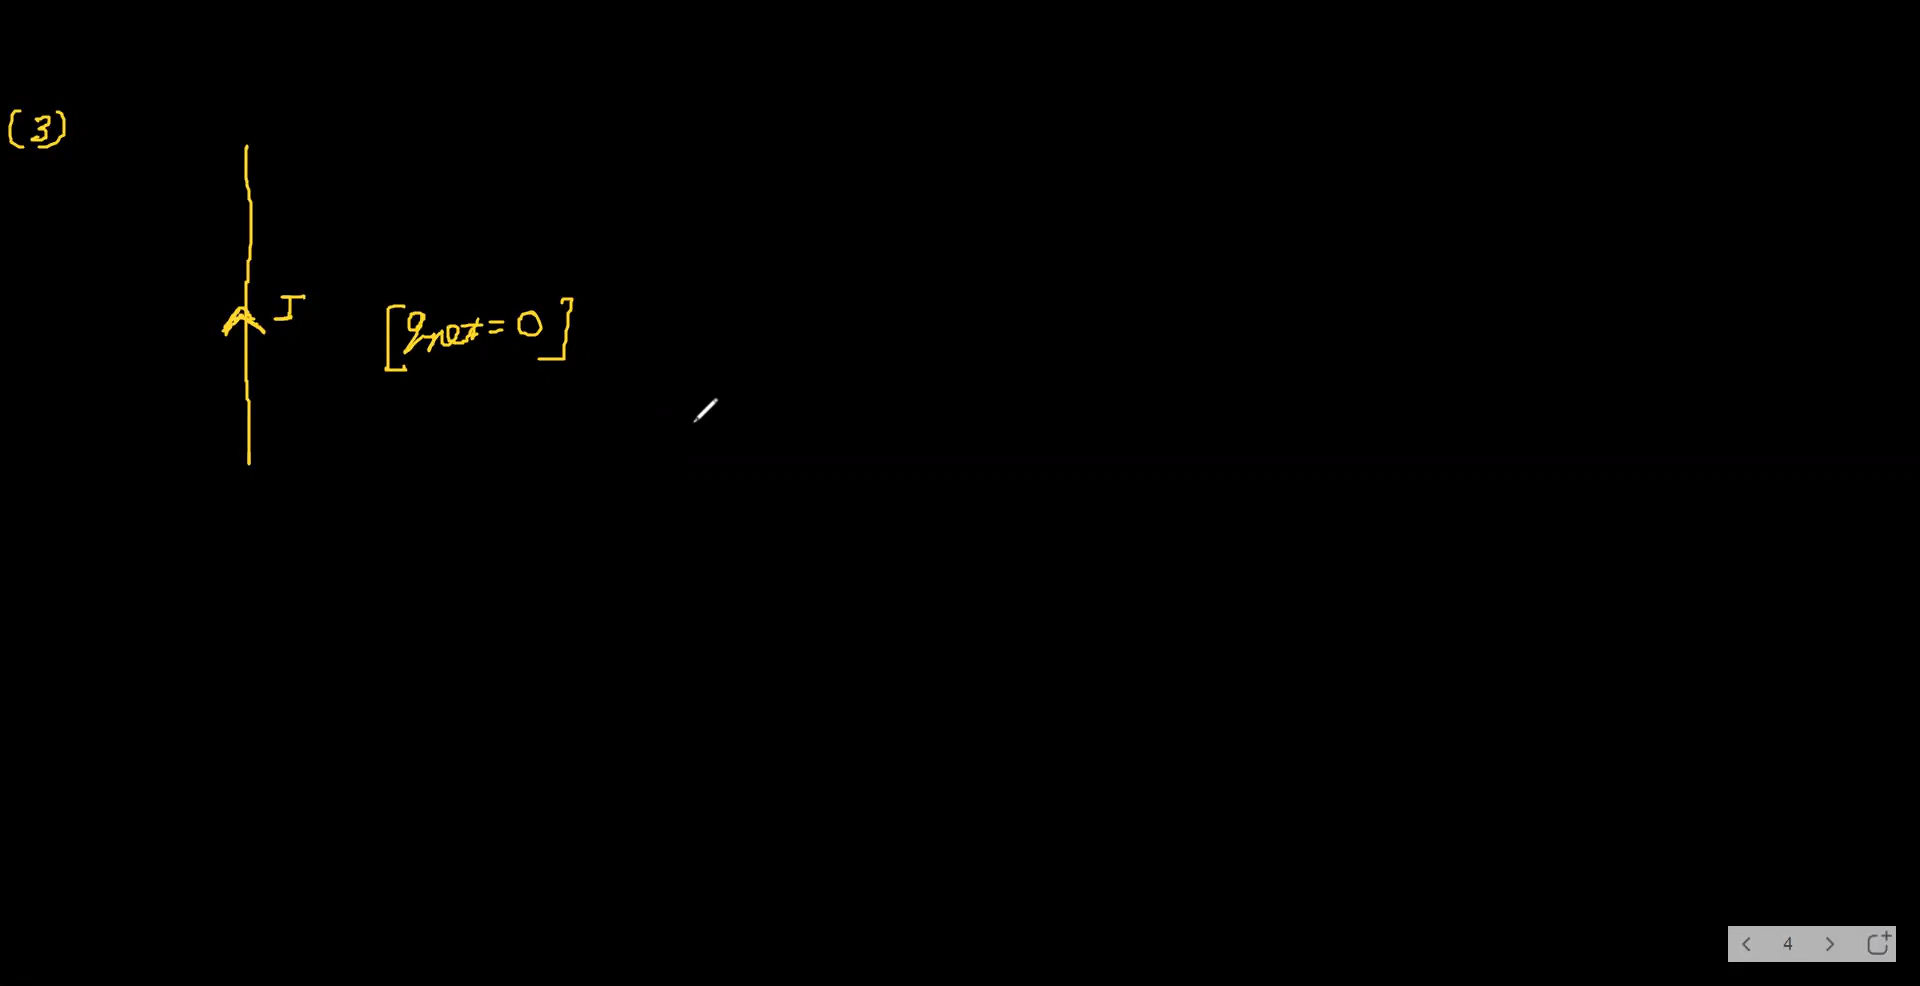 (3)
I
[qnet = 0]
4